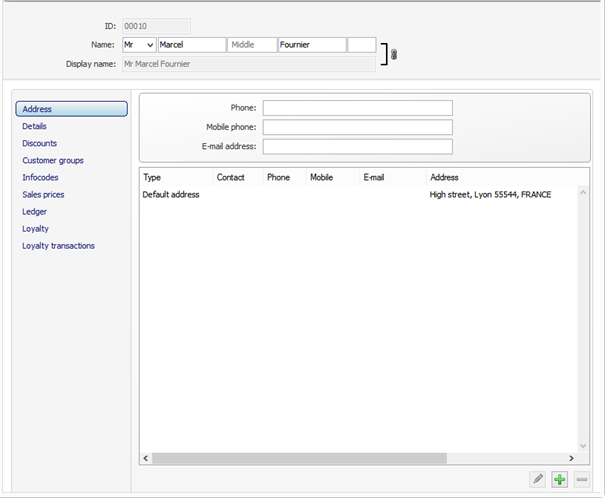 ID: 00010
Name: Mr Marcel Middle Fournier
Display name: Mr Marcel Fournier
Address
Details
Discounts
Customer groups
Infocodes
Sales prices
Ledger
Loyalty
Loyalty transactions
Phone:
Mobile phone:
E-mail address:
Type Contact Phone Mobile E-mail Address
Default address High street, Lyon 55544, FRANCE